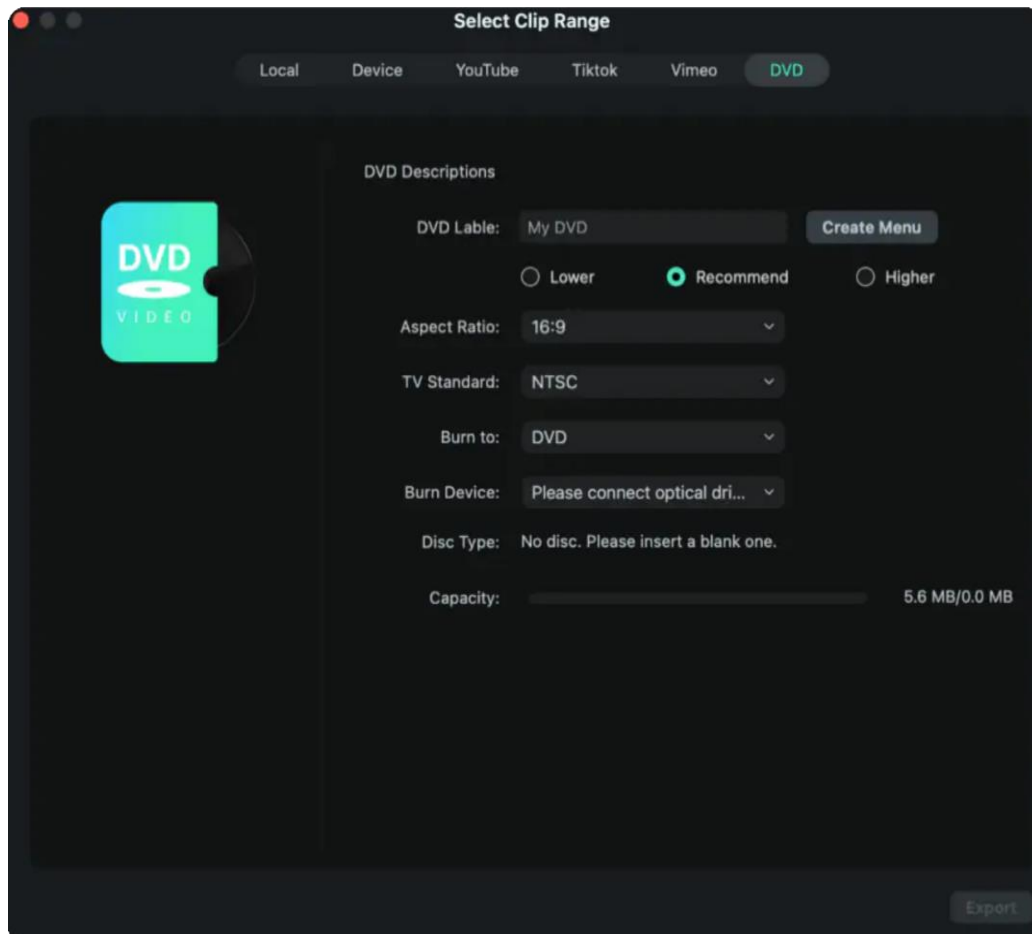 Select Clip Range
Local Device YouTube Tiktok Vimeo DVD
DVD Descriptions
DVD
VIDEO
DVD Lable: My DVD Create Menu
Lower Recommend Higher
Aspect Ratio: 16:9
TV Standard: NTSC
Burn to: DVD
Burn Device: Please connect optical dri...
Disc Type: No disc. Please insert a blank one.
Capacity: 5.6 MB/0.0 MB
Export